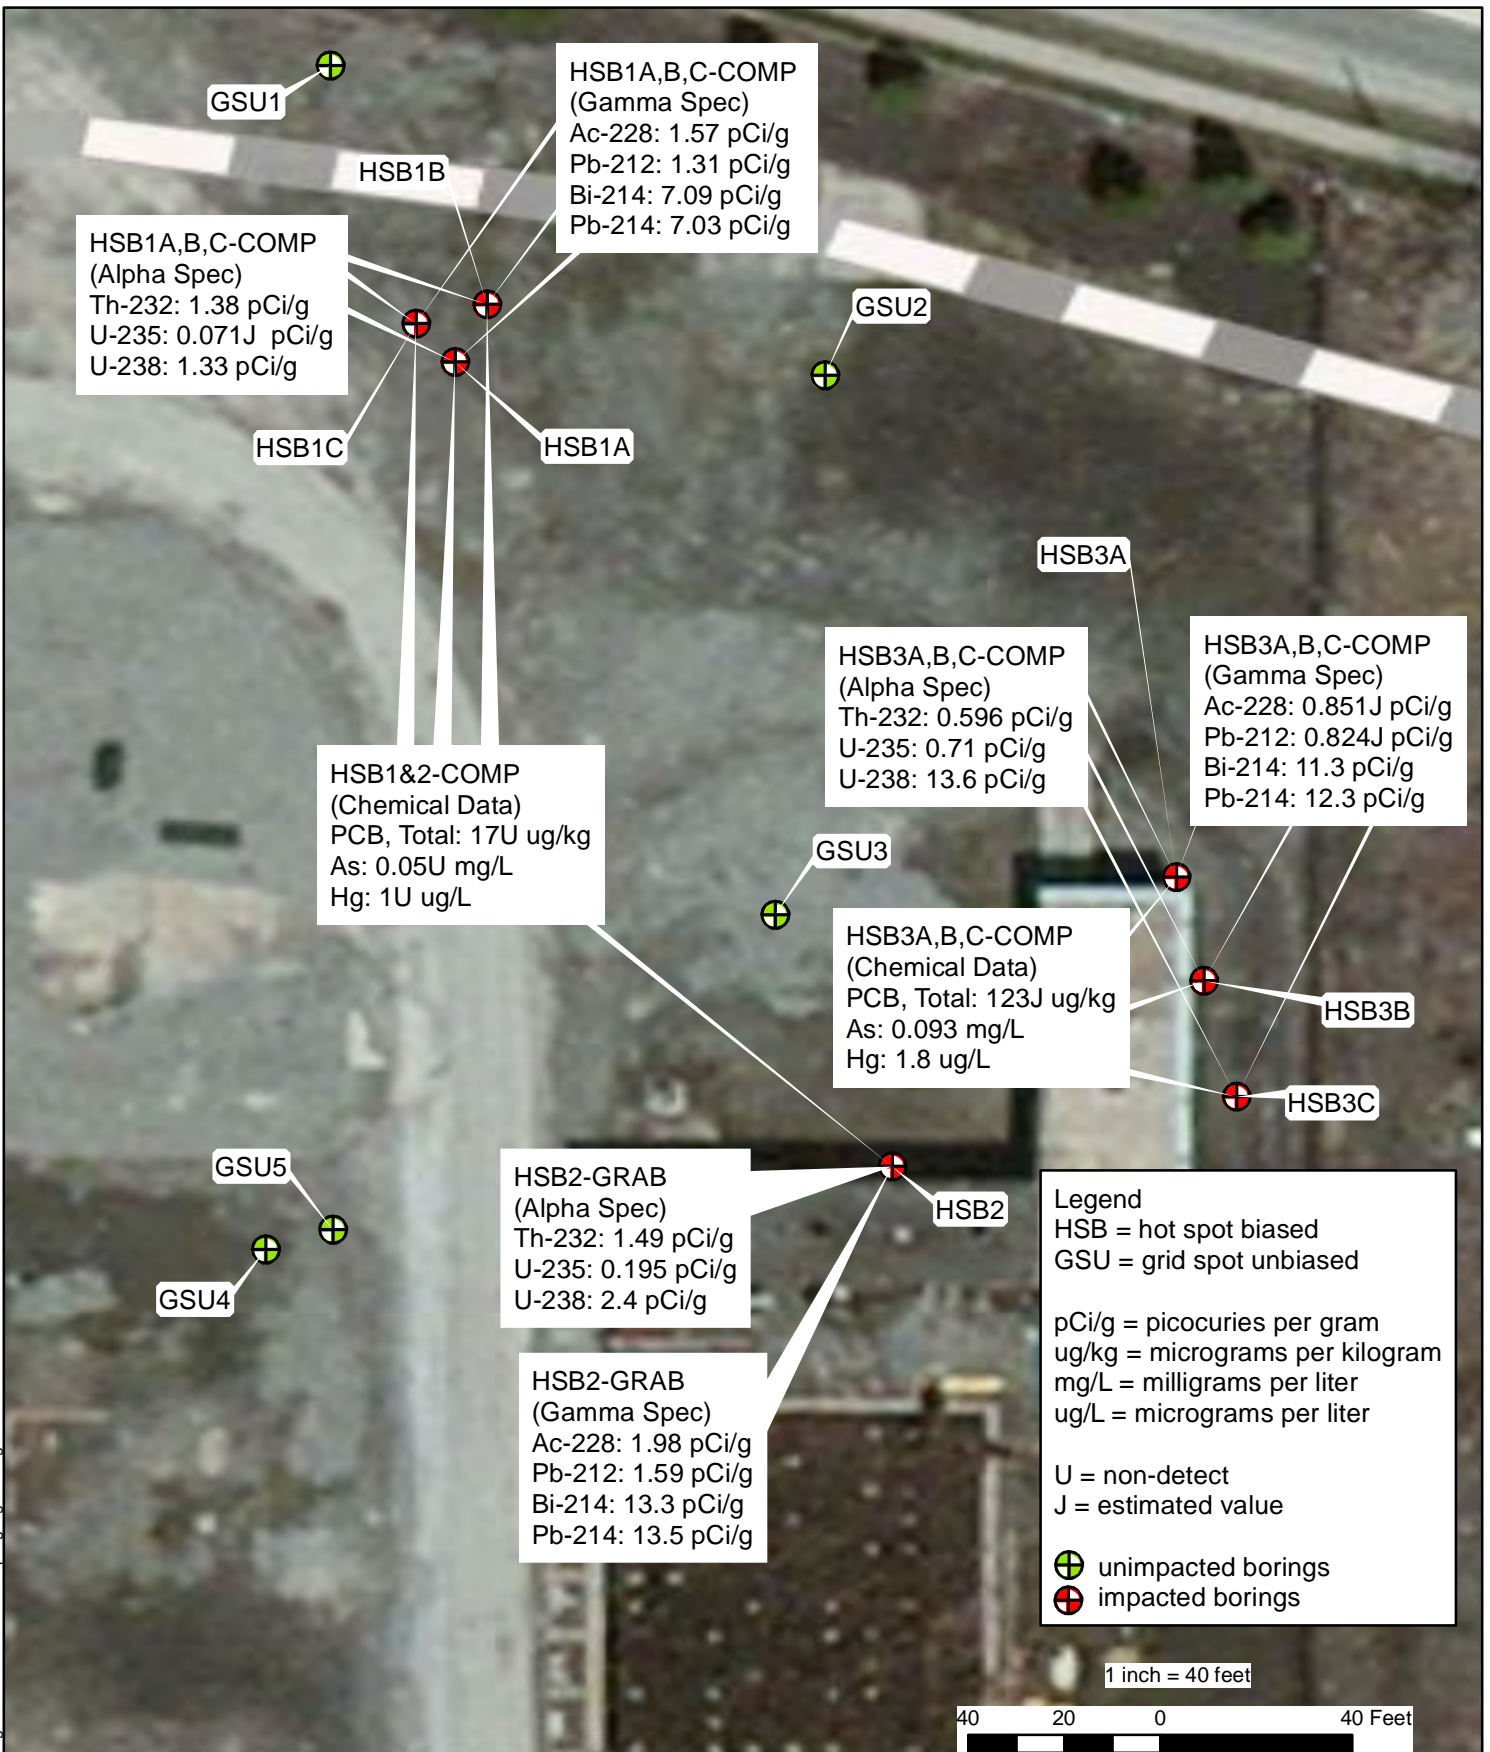 GSU1
HSB1A,B,C-COMP
(Gamma Spec)
Ac-228: 1.57 pCi/g
Pb-212: 1.31 pCi/g
Bi-214: 7.09 pCi/g
Pb-214: 7.03 pCi/g
HSB1B
HSB1A,B,C-COMP
(Alpha Spec)
Th-232: 1.38 pCi/g
U-235: 0.071J pCi/g
U-238: 1.33 pCi/g
GSU2
HSB1C
HSB1A
HSB3A
HSB3A,B,C-COMP
(Alpha Spec)
Th-232: 0.596 pCi/g
U-235: 0.71 pCi/g
U-238: 13.6 pCi/g
HSB3A,B,C-COMP
(Gamma Spec)
Ac-228: 0.851J pCi/g
Pb-212: 0.824J pCi/g
Bi-214: 11.3 pCi/g
Pb-214: 12.3 pCi/g
HSB1&2-COMP
(Chemical Data)
PCB, Total: 17U ug/kg
As: 0.05U mg/L
Hg: 1U ug/L
GSU3
HSB3A,B,C-COMP
(Chemical Data)
PCB, Total: 123J ug/kg
As: 0.093 mg/L
Hg: 1.8 ug/L
HSB3B
HSB3C
GSU5
GSU4
HSB2-GRAB
(Alpha Spec)
Th-232: 1.49 pCi/g
U-235: 0.195 pCi/g
U-238: 2.4 pCi/g
HSB2
HSB2-GRAB
(Gamma Spec)
Ac-228: 1.98 pCi/g
Pb-212: 1.59 pCi/g
Bi-214: 13.3 pCi/g
Pb-214: 13.5 pCi/g
Legend
HSB = hot spot biased
GSU = grid spot unbiased
pCi/g = picocuries per gram
ug/kg = micrograms per kilogram
mg/L = milligrams per liter
ug/L = micrograms per liter
U = non-detect
J = estimated value
unimpacted borings
impacted borings
1 inch = 40 feet
40 20 0 40 Feet